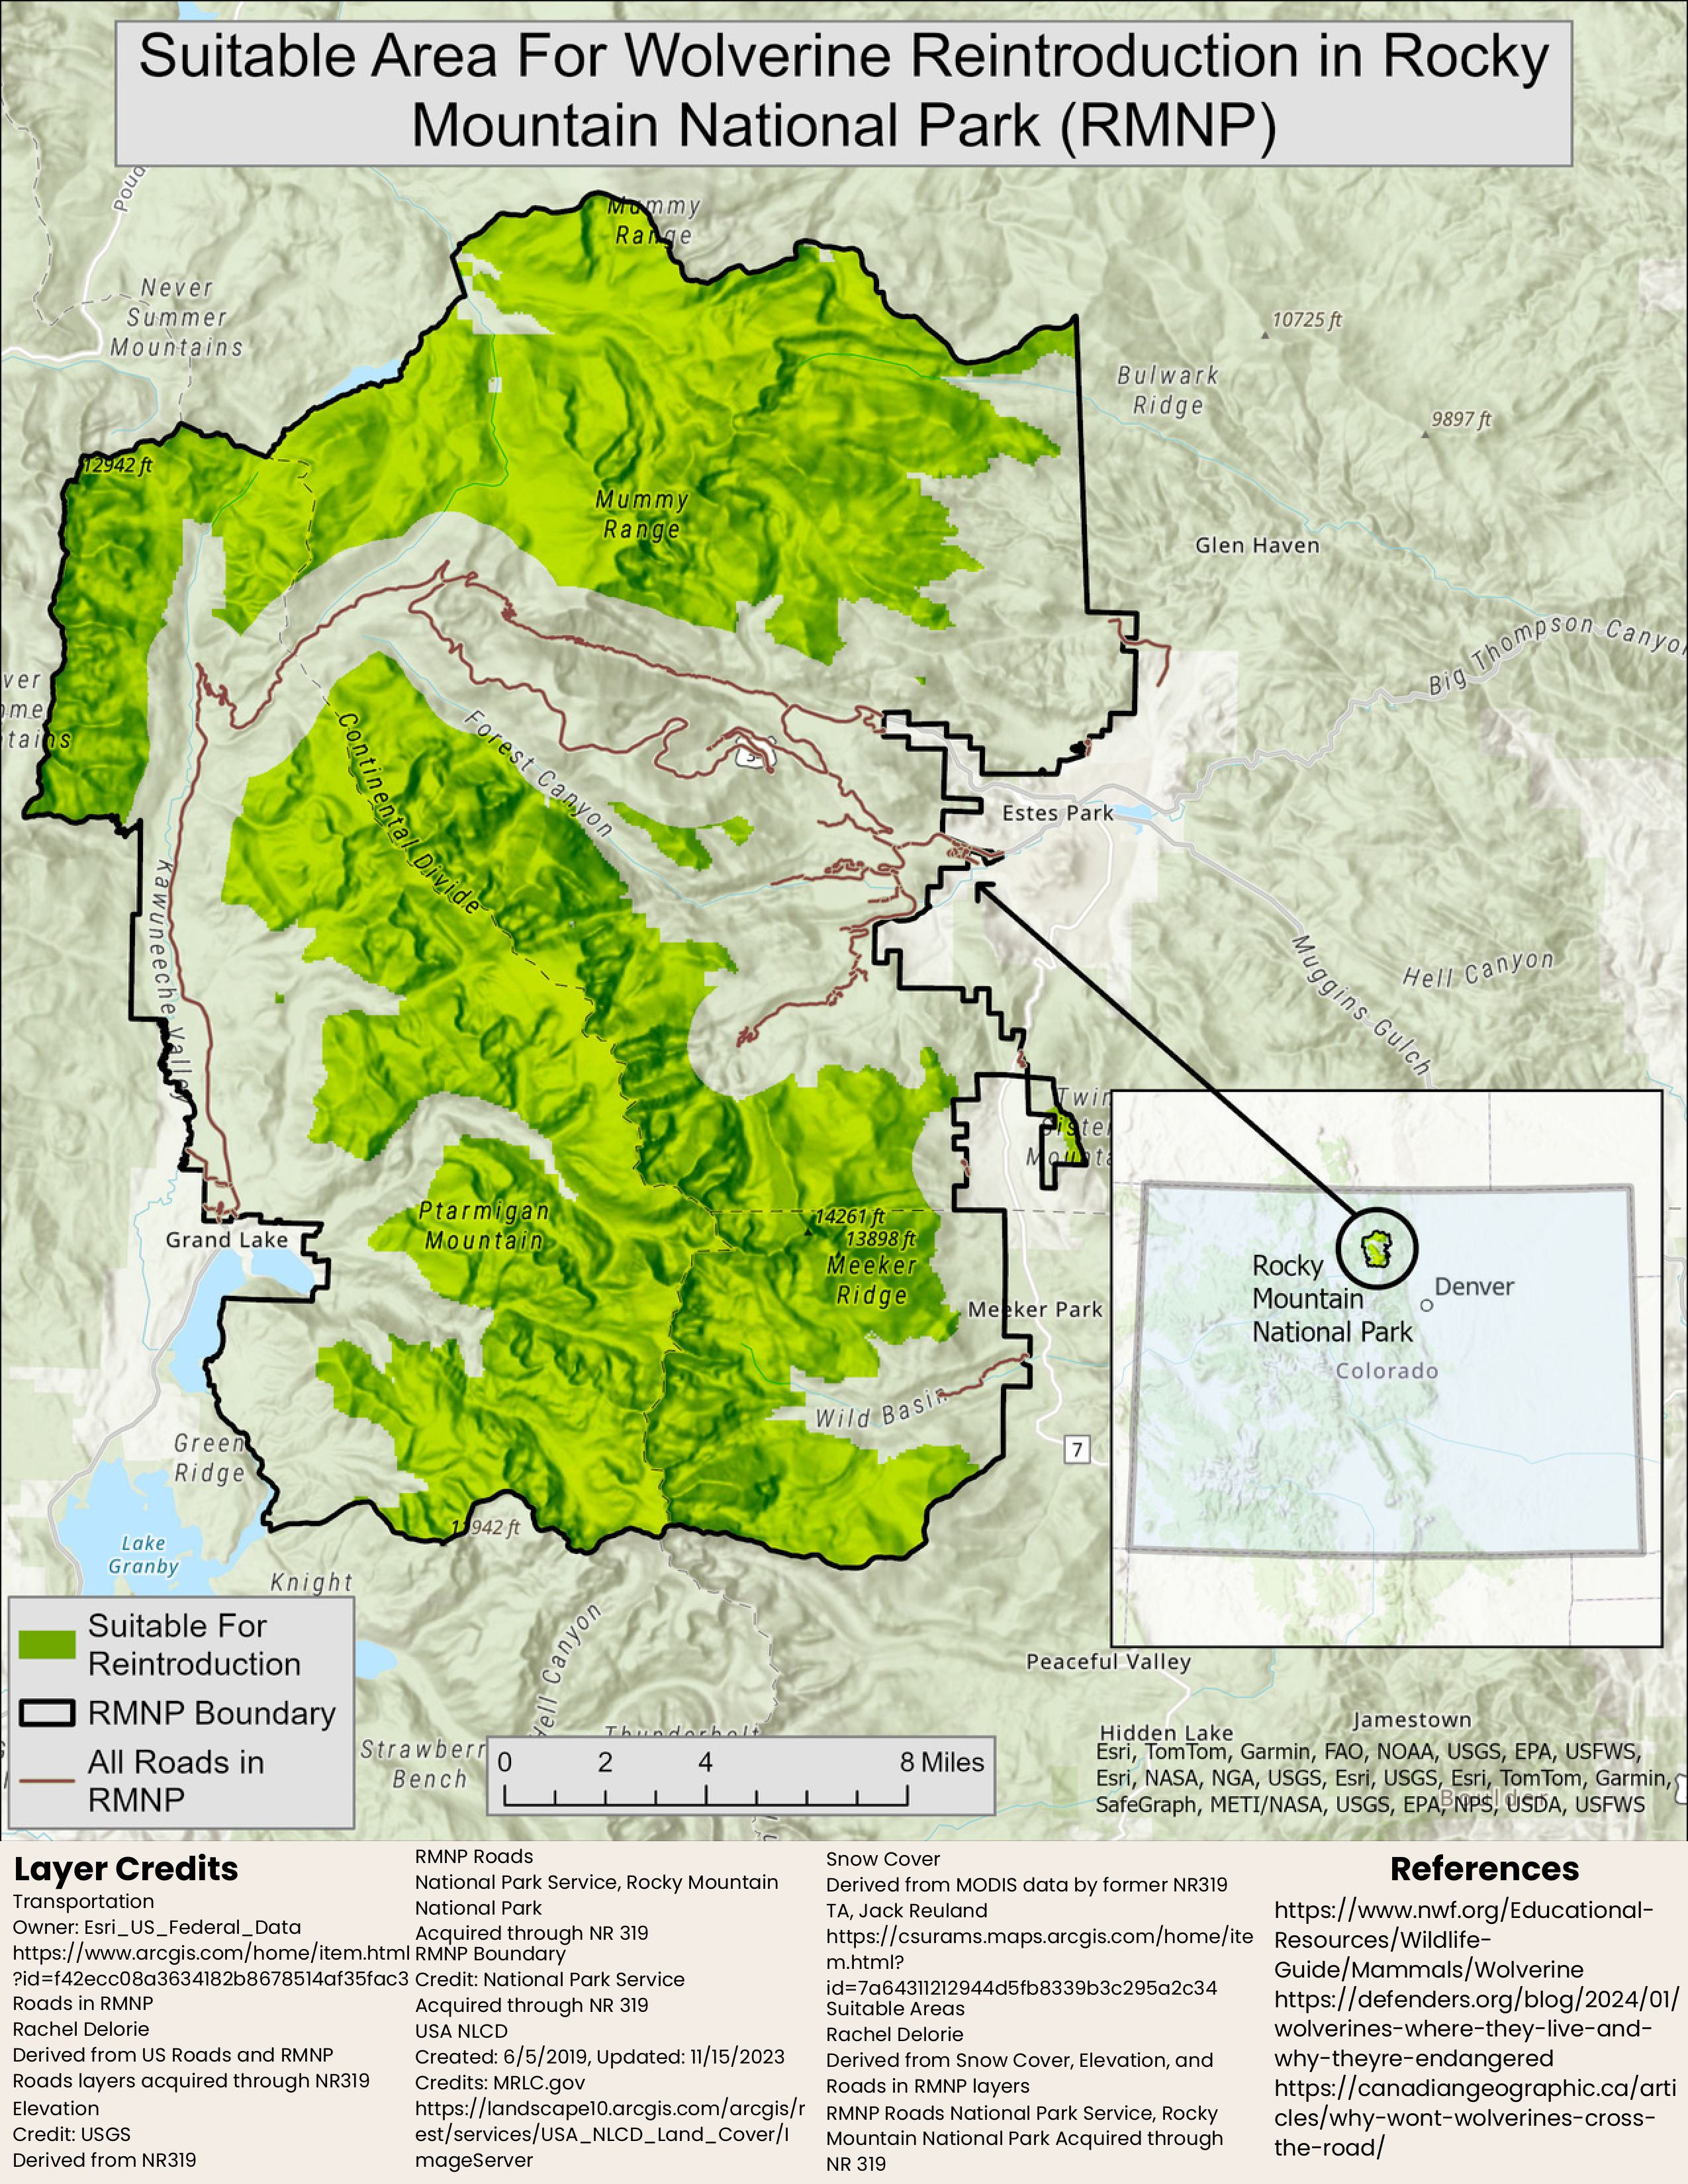 Suitable Area For Wolverine Reintroduction in Rocky
Mountain National Park (RMNP)
Mummy
Range
Never
Summer
Mountains
10725 ft
Bulwark
Ridge
9897 ft
12942 ft
Mummy
Range
Glen Haven
Big Thompson Canyon
Continental Divide
Forest Canyon
Estes Park
Kawuneeche Valley
Muggins Gulch
Hell Canyon
Twin
Sister
Mounta
Ptarmigan
Mountain
14261 ft
13898 ft
Meeker
Ridge
Grand Lake
Meeker Park
Wild Basin
7
Green
Ridge
Lake
Granby
Knight
Hell Canyon
Rocky
Mountain
National Park
Denver
Colorado
Suitable For
Reintroduction
RMNP Boundary
All Roads in
RMNP
Strawberr
Bench
Thunderbolt
0 2 4 8 Miles
Peaceful Valley
Hidden Lake
Jamestown
Boulder
Esri, TomTom, Garmin, FAO, NOAA, USGS, EPA, USFWS,
Esri, NASA, NGA, USGS, Esri, USGS, Esri, TomTom, Garmin,
SafeGraph, METI/NASA, USGS, EPA, NPS, USDA, USFWS
Layer Credits
Transportation
Owner: Esri_US_Federal_Data
https://www.arcgis.com/home/item.html
?id=f42ecc08a3634182b8678514af35fac3
Roads in RMNP
Rachel Delorie
Derived from US Roads and RMNP
Roads layers acquired through NR319
Elevation
Credit: USGS
Derived from NR319
RMNP Roads
National Park Service, Rocky Mountain
National Park
Acquired through NR 319
RMNP Boundary
Credit: National Park Service
Acquired through NR 319
USA NLCD
Created: 6/5/2019, Updated: 11/15/2023
Credits: MRLC.gov
https://landscape10.arcgis.com/arcgis/r
est/services/USA_NLCD_Land_Cover/I
mageServer
Snow Cover
Derived from MODIS data by former NR319
TA, Jack Reuland
https://csurams.maps.arcgis.com/home/ite
m.html?
id=7a64311212944d5fb8339b3c295a2c34
Suitable Areas
Rachel Delorie
Derived from Snow Cover, Elevation, and
Roads in RMNP layers
RMNP Roads National Park Service, Rocky
Mountain National Park Acquired through
NR 319
References
https://www.nwf.org/Educational-
Resources/Wildlife-
Guide/Mammals/Wolverine
https://defenders.org/blog/2024/01/
wolverines-where-they-live-and-
why-theyre-endangered
https://canadiangeographic.ca/arti
cles/why-wont-wolverines-cross-
the-road/